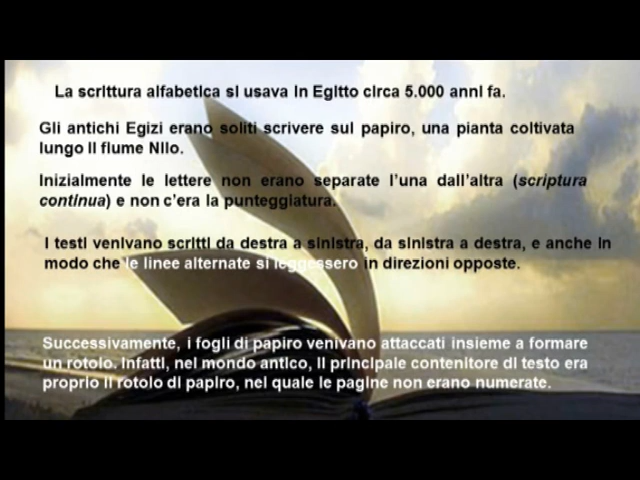 La scrittura alfabetica si usava in Egitto circa 5.000 anni fa.
Gli antichi Egizi erano soliti scrivere sul papiro, una pianta coltivata
lungo il fiume Nilo.
Inizialmente le lettere non erano separate l'una dall'altra (scriptura
continua) e non c'era la punteggiatura.
I testi venivano scritti da destra a sinistra, da sinistra a destra, e anche in
modo che le linee alternate si leggessero in direzioni opposte.
Successivamente, i fogli di papiro venivano attaccati insieme a formare
un rotolo. Infatti, nel mondo antico, il principale contenitore di testo era
proprio il rotolo di papiro, nel quale le pagine non erano numerate.